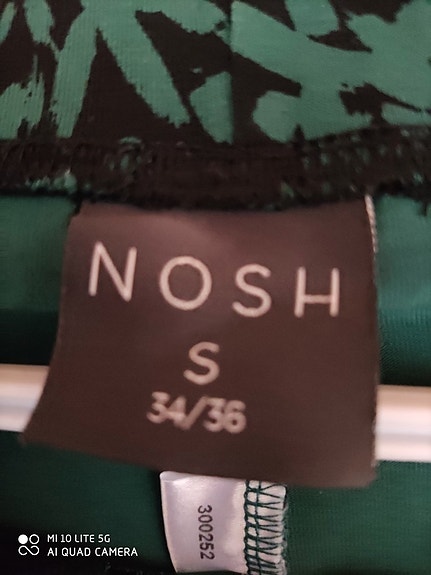 NOSH
S
34/36
300252
MI 10 LITE 5G
AI QUAD CAMERA